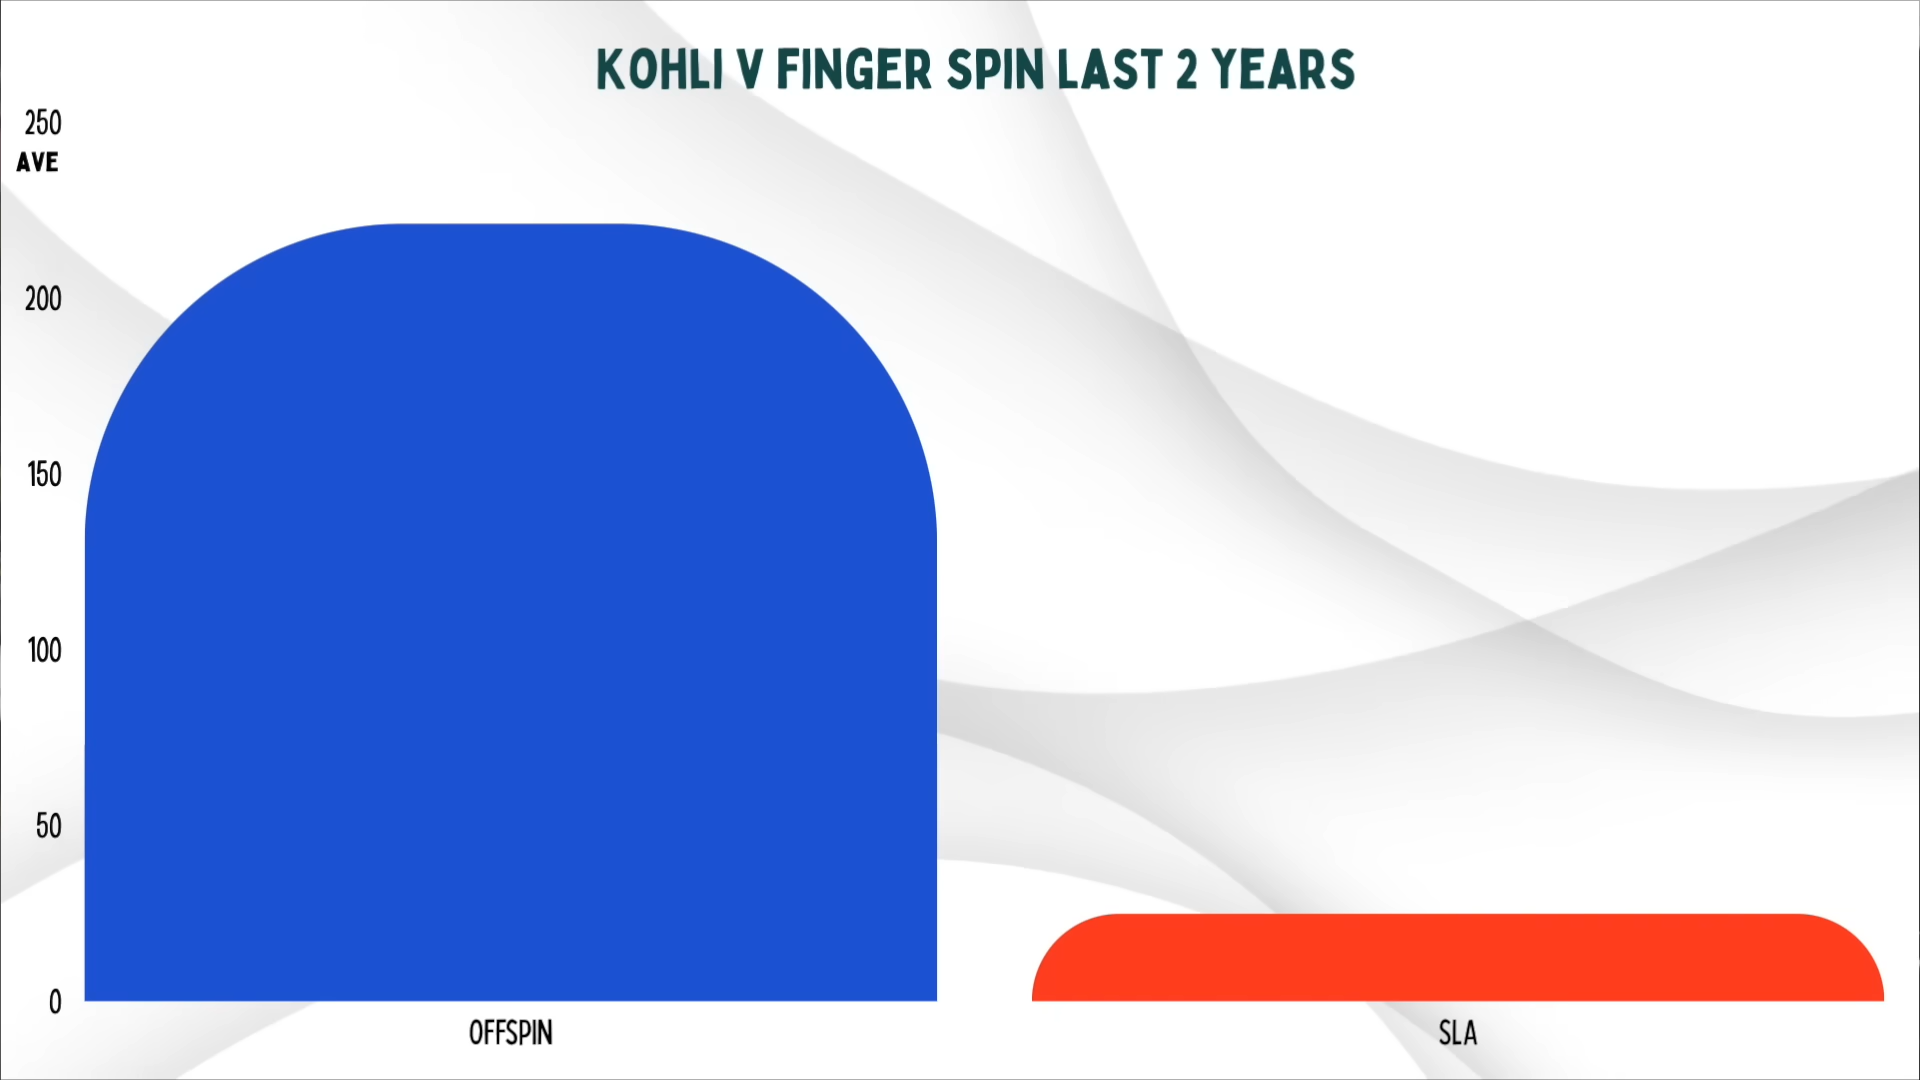 KOHLI V FINGER SPIN LAST 2 YEARS
250
AVE
200
150
100
50
0
OFFSPIN
SLA